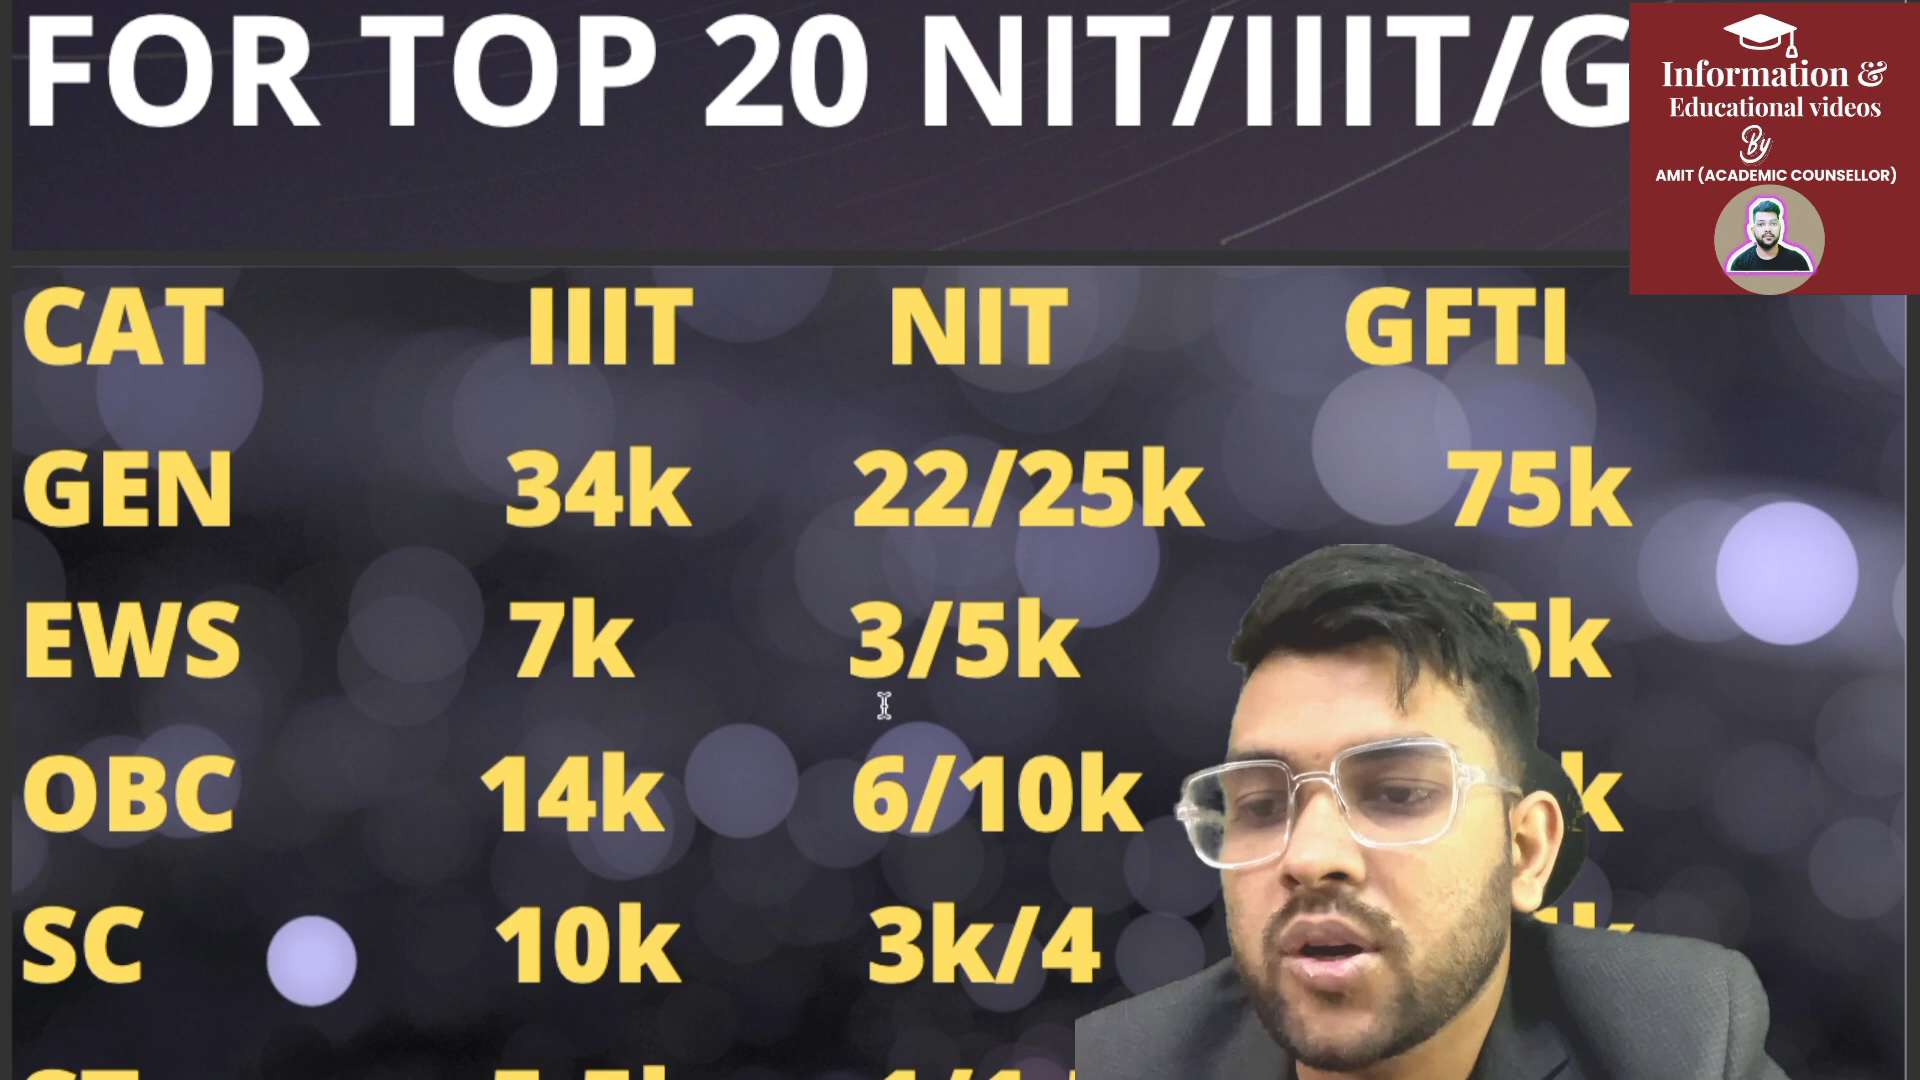 FOR TOP 20 NIT/IIIT/G
Information &
Educational videos
By
AMIT (ACADEMIC COUNSELLOR)
CAT IIIT NIT GFTI
GEN 34k 22/25k 75k
EWS 7k 3/5k
OBC 14k 6/10k
SC 10k 3k/4